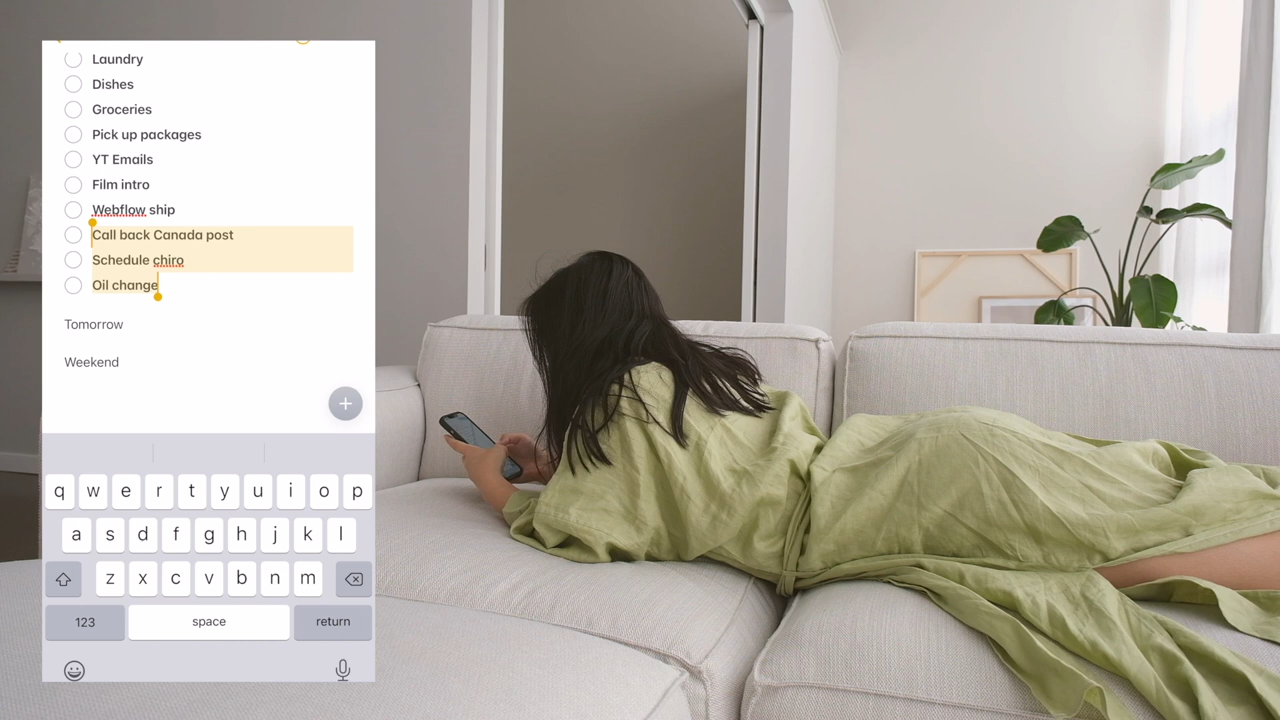 Laundry
Dishes
Groceries
Pick up packages
YT Emails
Film intro
Webflow ship
Call back Canada post
Schedule chiro
Oil change
Tomorrow
Weekend
+
q w e r t y u i o p
a s d f g h j k l
z x c v b n m
123 space return